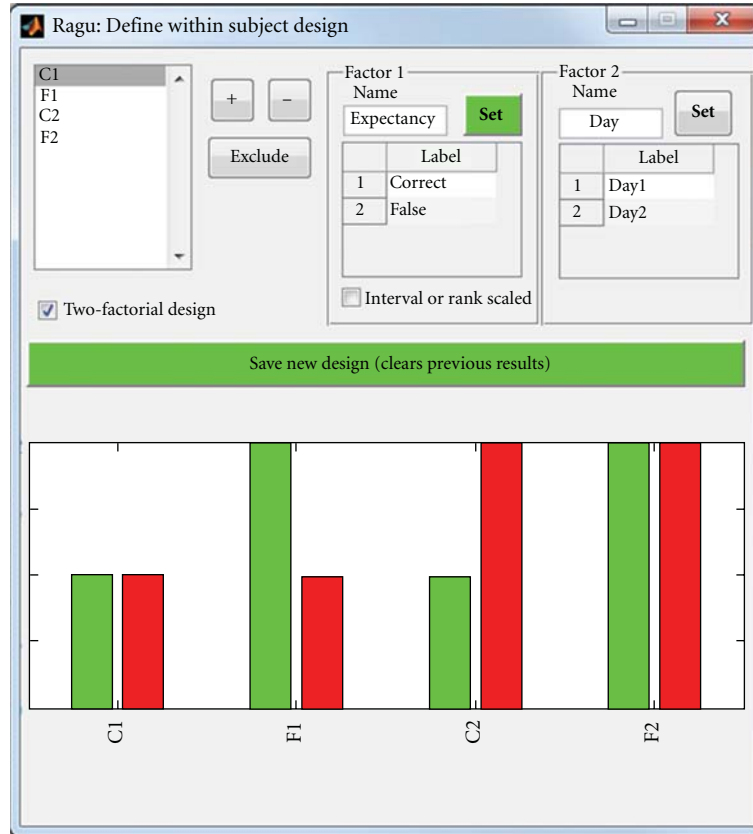 Ragu: Define within subject design
C1
F1
C2
F2
+
−
Exclude
Two-factorial design
Factor 1
Name
Expectancy
Set
Label
1 Correct
2 False
Interval or rank scaled
Factor 2
Name
Day
Set
Label
1 Day1
2 Day2
Save new design (clears previous results)
C1
F1
C2
F2